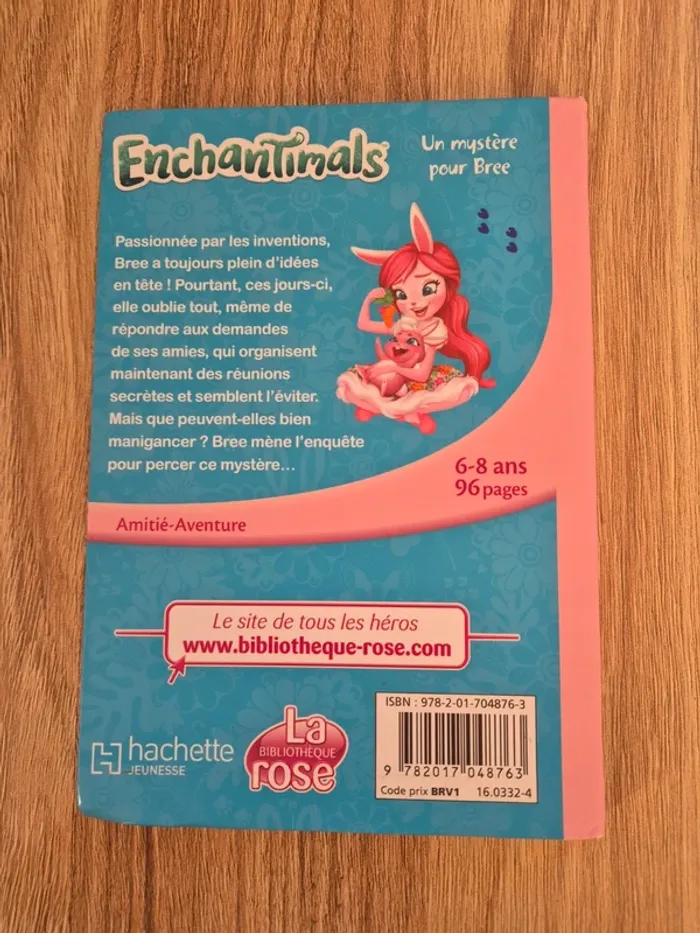 Enchantimals
Un mystère
pour Bree
Passionnée par les inventions,
Bree a toujours plein d'idées
en tête ! Pourtant, ces jours-ci,
elle oublie tout, même de
répondre aux demandes
de ses amies, qui organisent
maintenant des réunions
secrètes et semblent l'éviter.
Mais que peuvent-elles bien
manigancer ? Bree mène l'enquête
pour percer ce mystère...
6-8 ans
96 pages
Amitié-Aventure
Le site de tous les héros
www.bibliotheque-rose.com
hachette
JEUNESSE
La
BIBLIOTHÈQUE
rose
ISBN : 978-2-01-704876-3
9 782017 048763
Code prix BRV1 16.0332-4